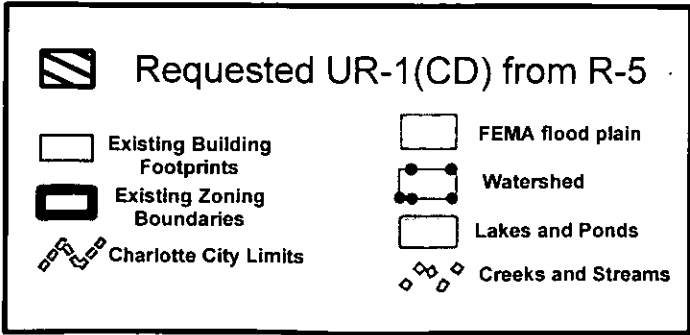 Requested UR-1(CD) from R-5
Existing Building
Footprints
Existing Zoning
Boundaries
Charlotte City Limits
FEMA flood plain
Watershed
Lakes and Ponds
Creeks and Streams